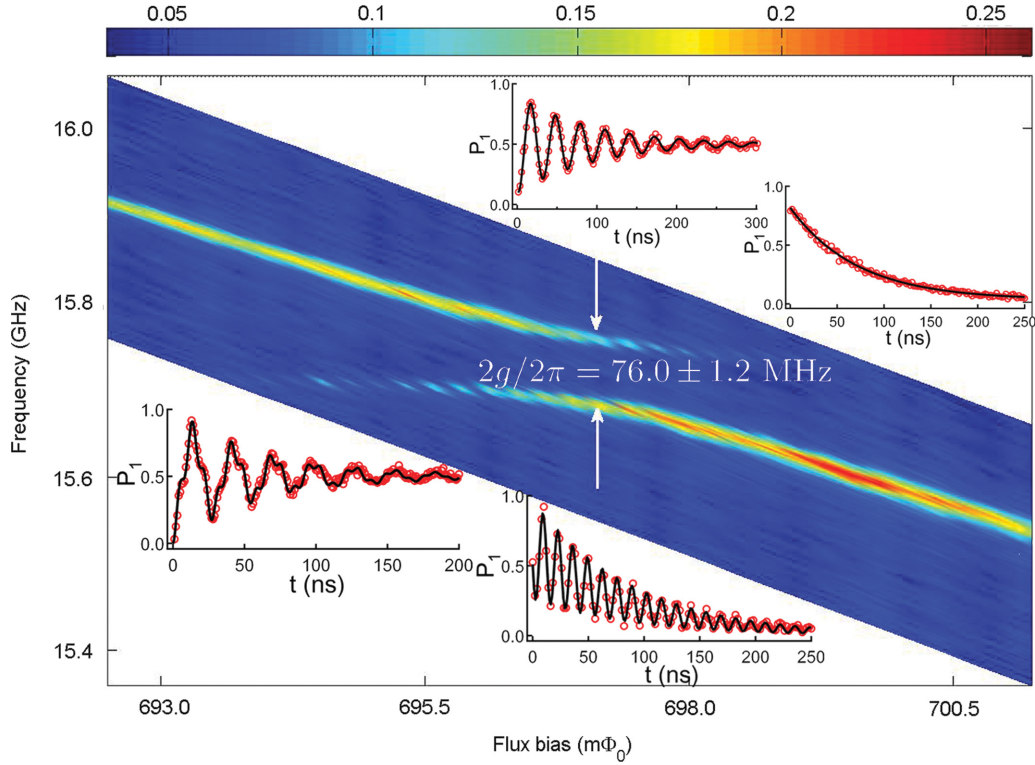 0.05 0.1 0.15 0.2 0.25
Frequency (GHz)
16.0
15.8
15.6
15.4
P1
1.0
0.5
0.0
0 100 200 300
t (ns)
P1
1.0
0.5
0.0
0 50 100 150 200 250
t (ns)
2g/2π = 76.0 ± 1.2 MHz
P1
1.0
0.5
0.0
0 50 100 150 200
t (ns)
P1
1.0
0.5
0.0
0 50 100 150 200 250
t (ns)
693.0 695.5 698.0 700.5
Flux bias (mΦ0)